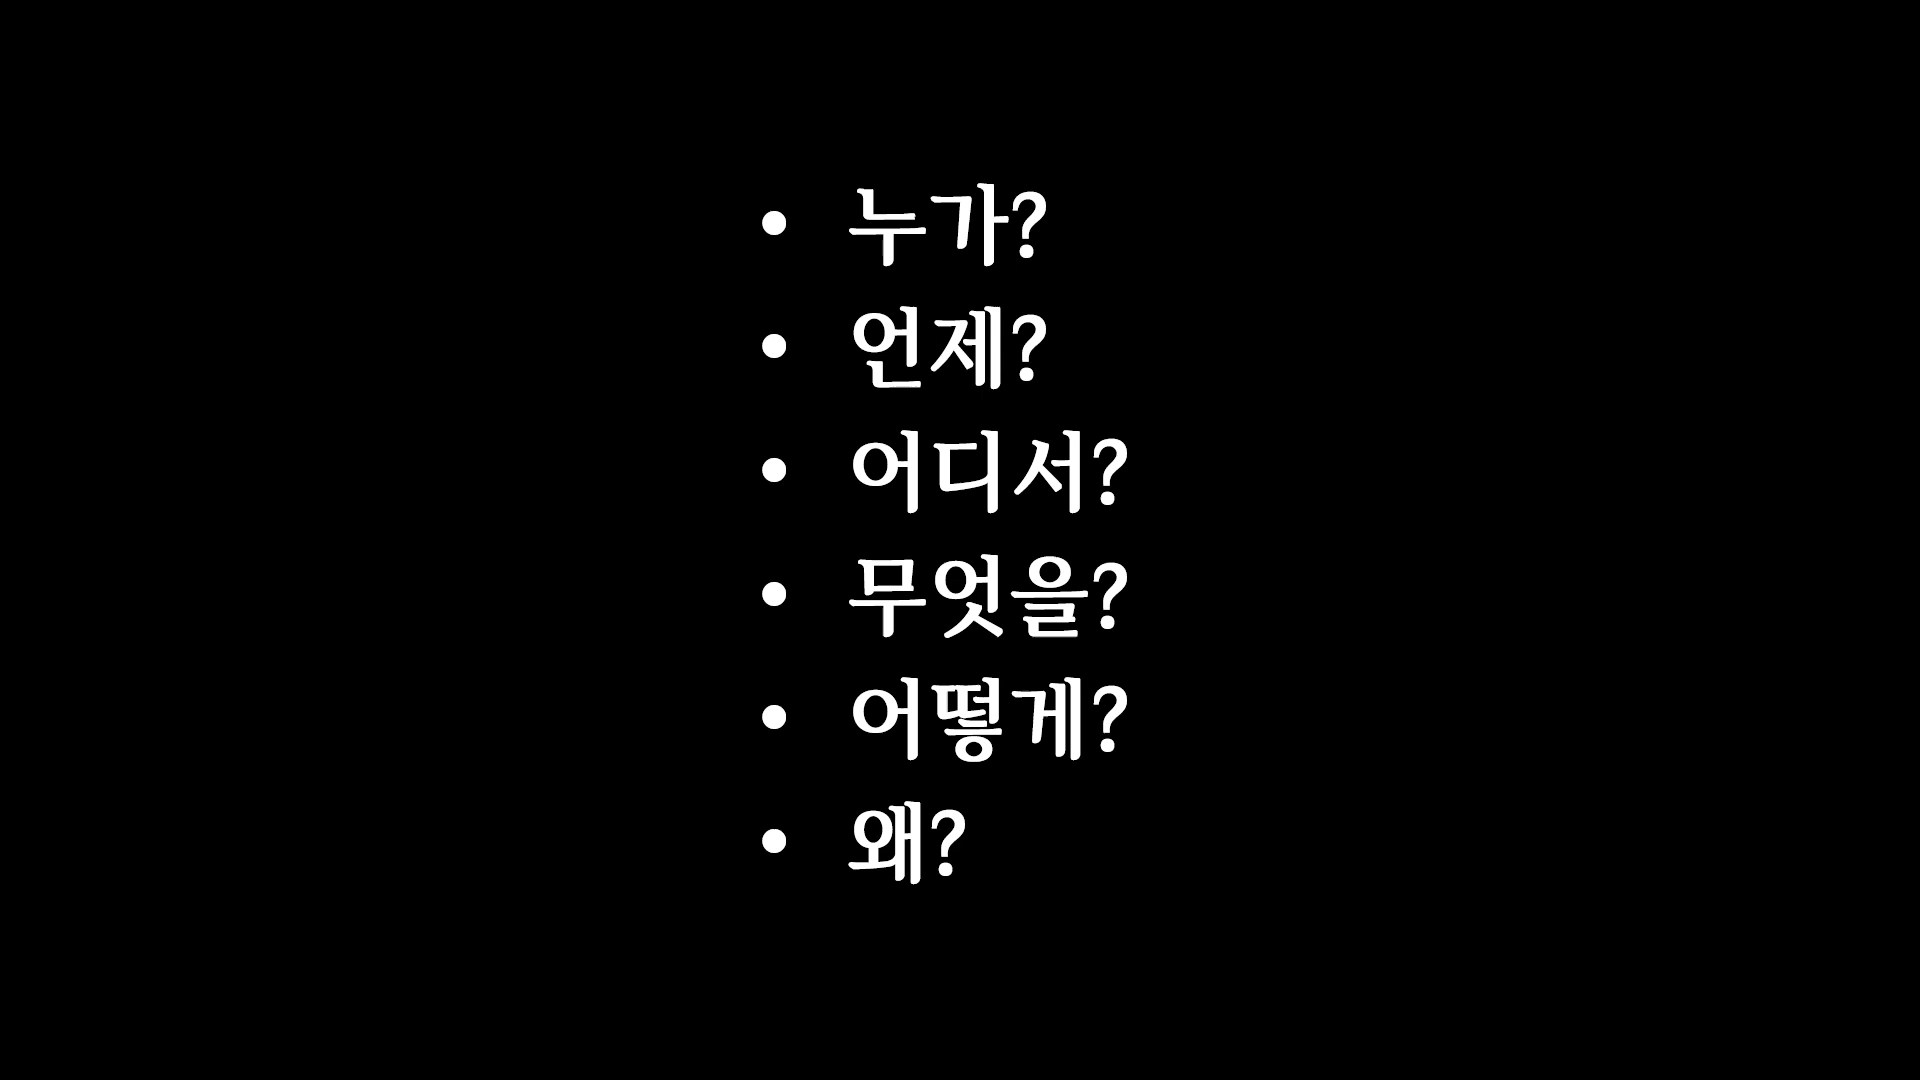 • 누가?
• 언제?
• 어디서?
• 무엇을?
• 어떻게?
• 왜?